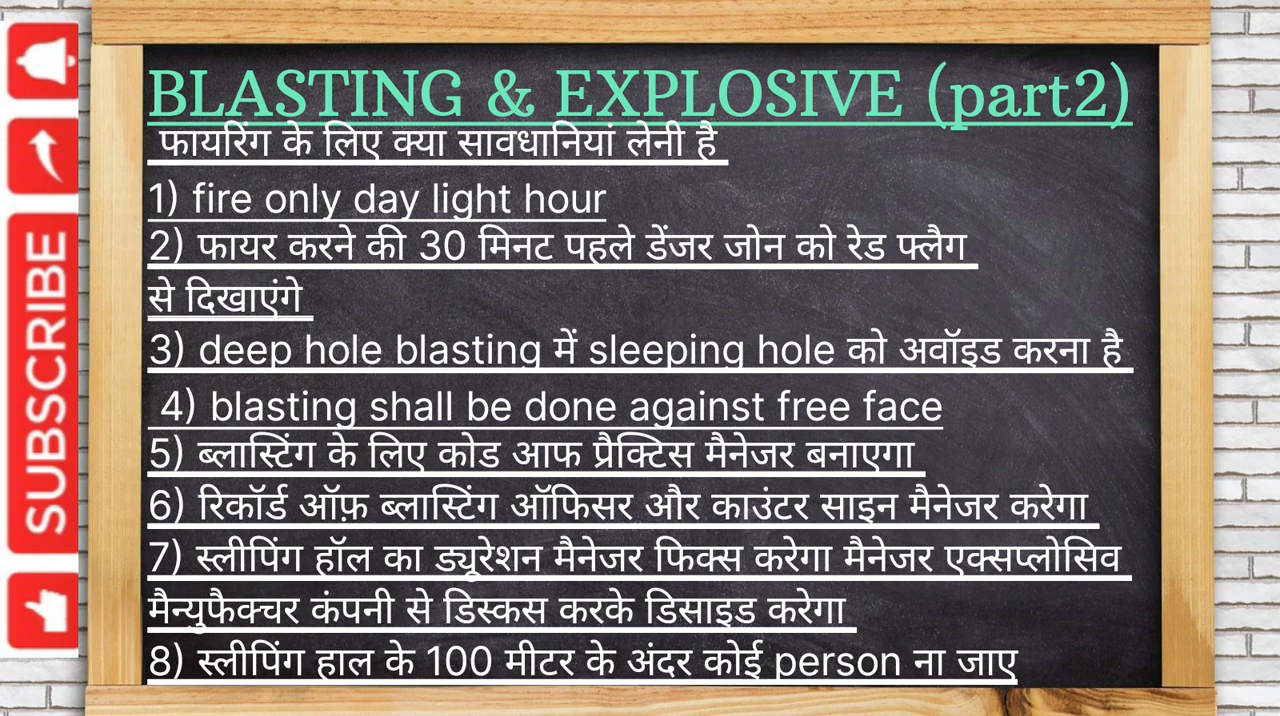 BLASTING & EXPLOSIVE (part2)
फायरिंग के लिए क्या सावधानियां लेनी है
1) fire only day light hour
2) फायर करने की 30 मिनट पहले डेंजर जोन को रेड फ्लैग
से दिखाएंगे
3) deep hole blasting में sleeping hole को अवॉइड करना है
4) blasting shall be done against free face
5) ब्लास्टिंग के लिए कोड आफ प्रैक्टिस मैनेजर बनाएगा
6) रिकॉर्ड ऑफ़ ब्लास्टिंग ऑफिसर और काउंटर साइन मैनेजर करेगा
7) स्लीपिंग हॉल का ड्यूरेशन मैनेजर फिक्स करेगा मैनेजर एक्सप्लोसिव
मैन्युफैक्चर कंपनी से डिस्कस करके डिसाइड करेगा
8) स्लीपिंग हाल के 100 मीटर के अंदर कोई person ना जाए
SUBSCRIBE